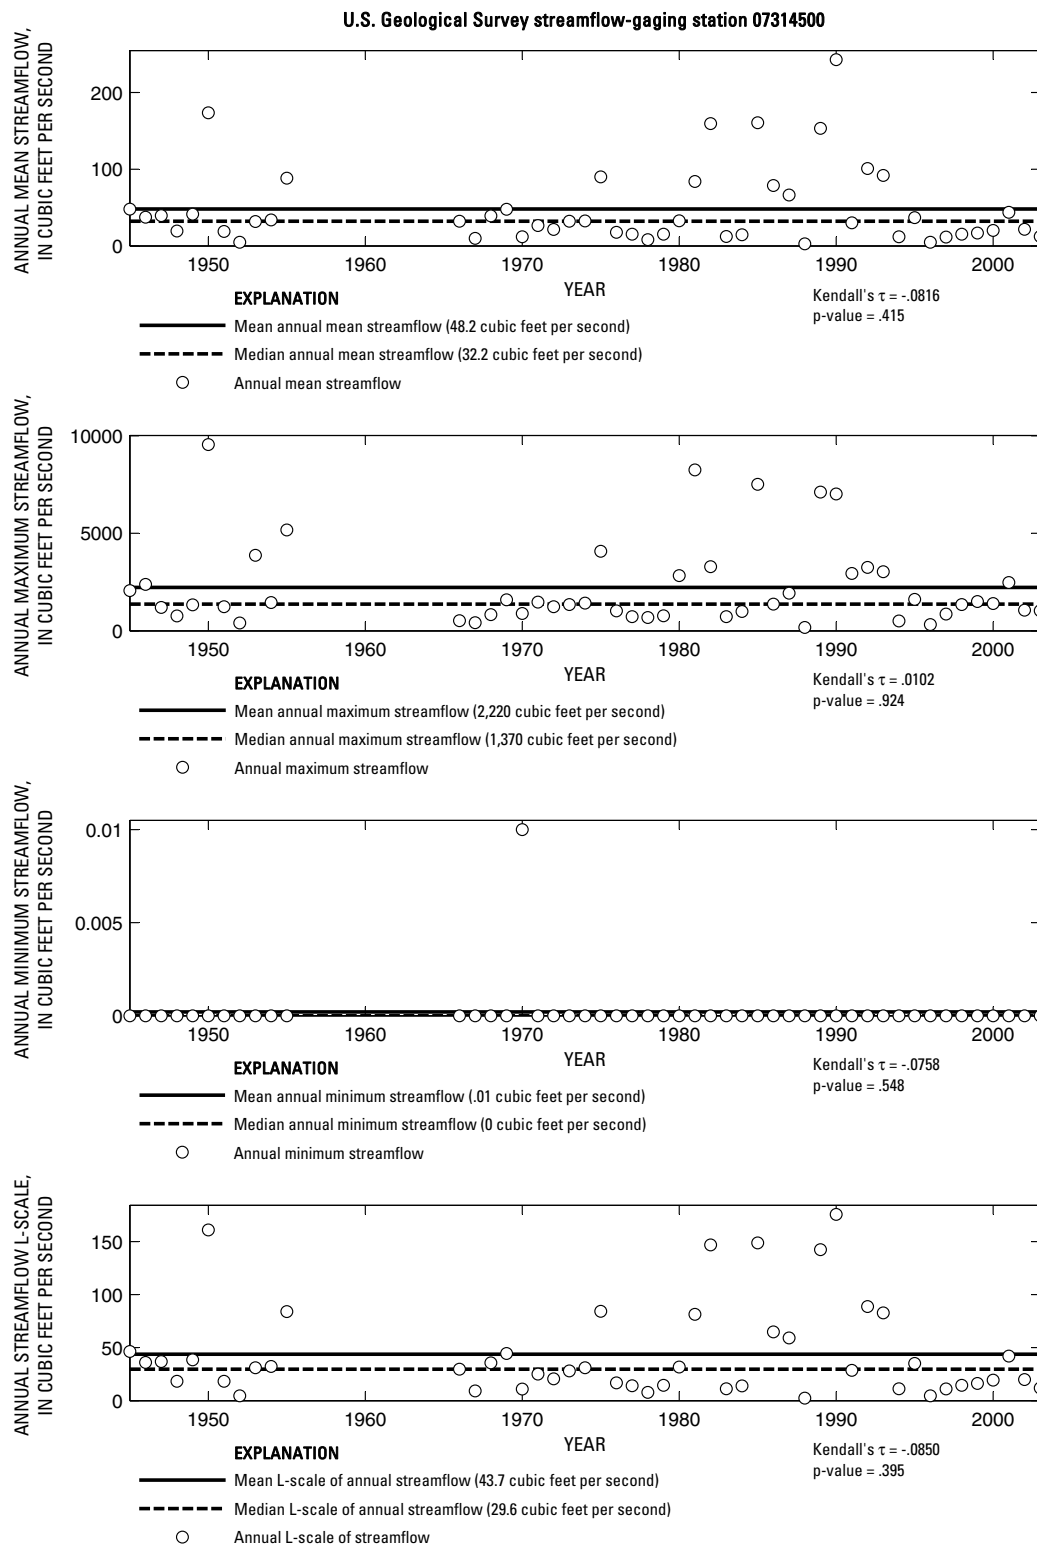 U.S. Geological Survey streamflow-gaging station 07314500
ANNUAL MEAN STREAMFLOW,
IN CUBIC FEET PER SECOND
200
100
0
1950 1960 1970 1980 1990 2000
YEAR
Kendall's τ = -.0816
p-value = .415
EXPLANATION
Mean annual mean streamflow (48.2 cubic feet per second)
Median annual mean streamflow (32.2 cubic feet per second)
Annual mean streamflow
ANNUAL MAXIMUM STREAMFLOW,
IN CUBIC FEET PER SECOND
10000
5000
0
1950 1960 1970 1980 1990 2000
YEAR
Kendall's τ = .0102
p-value = .924
EXPLANATION
Mean annual maximum streamflow (2,220 cubic feet per second)
Median annual maximum streamflow (1,370 cubic feet per second)
Annual maximum streamflow
ANNUAL MINIMUM STREAMFLOW,
IN CUBIC FEET PER SECOND
0.01
0.005
0
1950 1960 1970 1980 1990 2000
YEAR
Kendall's τ = -.0758
p-value = .548
EXPLANATION
Mean annual minimum streamflow (.01 cubic feet per second)
Median annual minimum streamflow (0 cubic feet per second)
Annual minimum streamflow
ANNUAL STREAMFLOW L-SCALE,
IN CUBIC FEET PER SECOND
150
100
50
0
1950 1960 1970 1980 1990 2000
YEAR
Kendall's τ = -.0850
p-value = .395
EXPLANATION
Mean L-scale of annual streamflow (43.7 cubic feet per second)
Median L-scale of annual streamflow (29.6 cubic feet per second)
Annual L-scale of streamflow